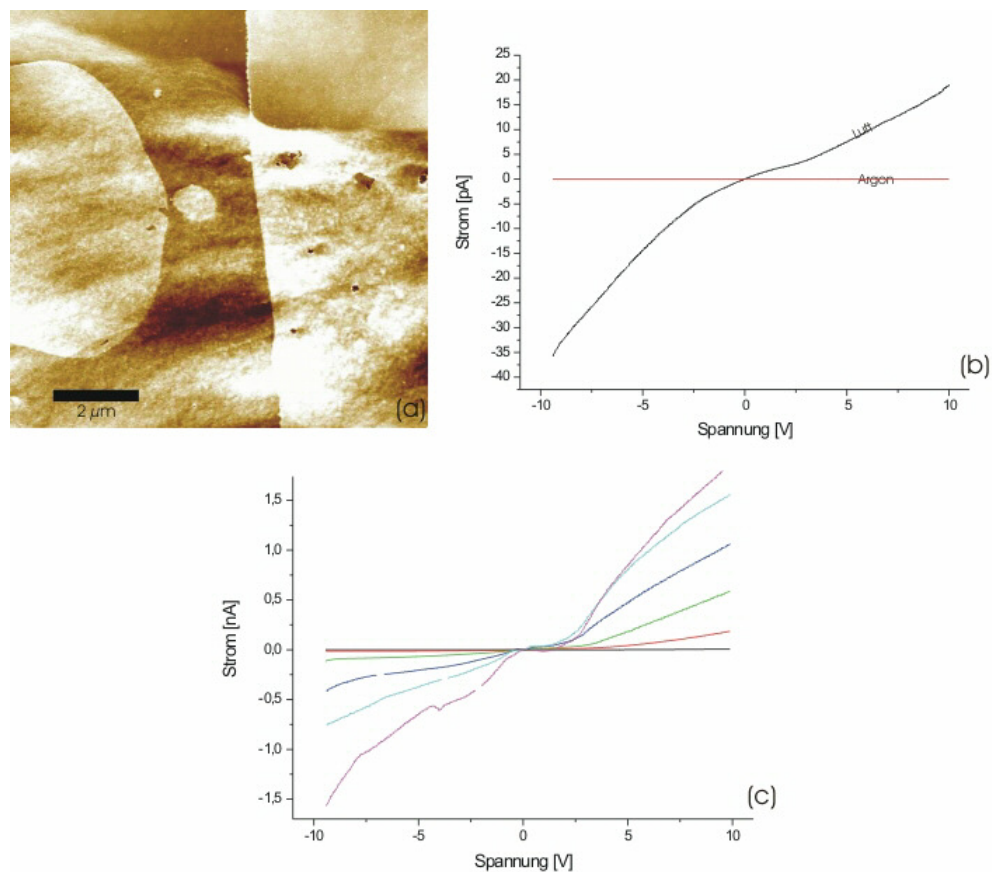 2 µm
(a)
25
20
15
10
5
0
-5
-10
-15
-20
-25
-30
-35
-40
Strom [pA]
Luft
Argon
-10 -5 0 5 10
Spannung [V]
(b)
1,5
1,0
0,5
0,0
-0,5
-1,0
-1,5
Strom [nA]
-10 -5 0 5 10
Spannung [V]
(c)